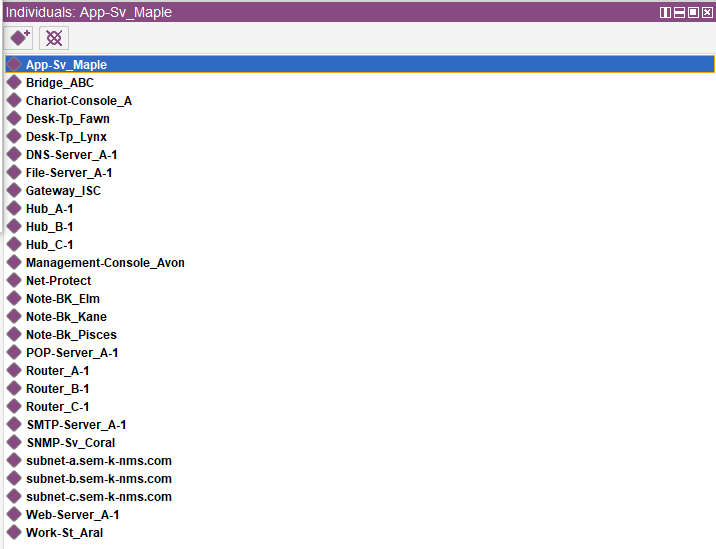 Individuals: App-Sv_Maple
App-Sv_Maple
Bridge_ABC
Chariot-Console_A
Desk-Tp_Fawn
Desk-Tp_Lynx
DNS-Server_A-1
File-Server_A-1
Gateway_ISC
Hub_A-1
Hub_B-1
Hub_C-1
Management-Console_Avon
Net-Protect
Note-BK_Elm
Note-Bk_Kane
Note-Bk_Pisces
POP-Server_A-1
Router_A-1
Router_B-1
Router_C-1
SMTP-Server_A-1
SNMP-Sv_Coral
subnet-a.sem-k-nms.com
subnet-b.sem-k-nms.com
subnet-c.sem-k-nms.com
Web-Server_A-1
Work-St_Aral